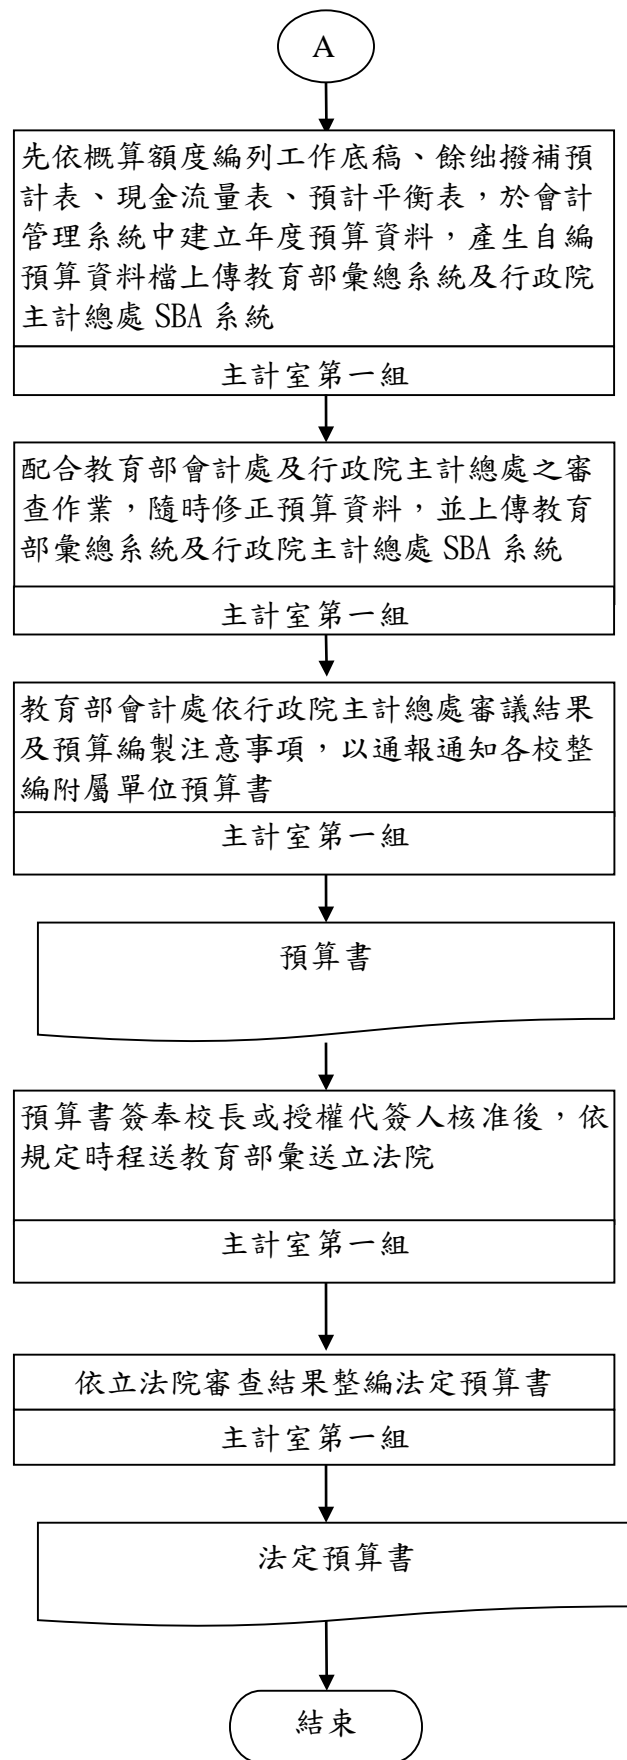 A
先依概算額度編列工作底稿、餘绌撥補預
計表、現金流量表、預計平衡表，於會計
管理系統中建立年度預算資料，產生自編
預算資料檔上傳教育部彙總系統及行政院
主計總處 SBA 系統
主計室第一組
配合教育部會計處及行政院主計總處之審
查作業，隨時修正預算資料，並上傳教育
部彙總系統及行政院主計總處 SBA 系統
主計室第一組
教育部會計處依行政院主計總處審議結果
及預算編製注意事項，以通報通知各校整
編附屬單位預算書
主計室第一組
預算書
預算書簽奉校長或授權代簽人核准後，依
規定時程送教育部彙送立法院
主計室第一組
依立法院審查結果整編法定預算書
主計室第一組
法定預算書
結束